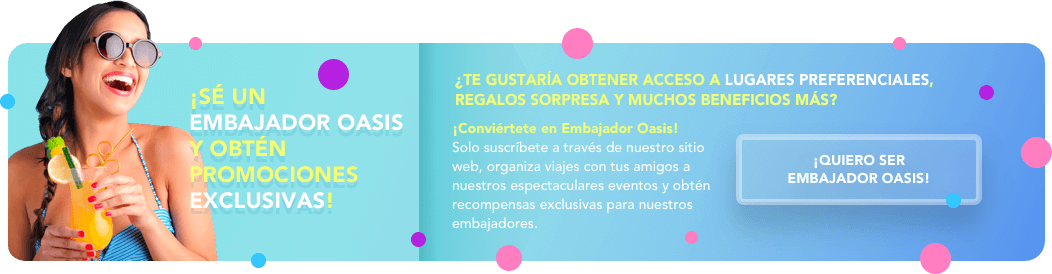 ¡SÉ UN
EMBAJADOR OASIS
Y OBTÉN
PROMOCIONES
EXCLUSIVAS!
¿TE GUSTARÍA OBTENER ACCESO A LUGARES PREFERENCIALES,
REGALOS SORPRESA Y MUCHOS BENEFICIOS MÁS?
¡Conviértete en Embajador Oasis!
Solo suscríbete a través de nuestro sitio
web, organiza viajes con tus amigos a
nuestros espectaculares eventos y obtén
recompensas exclusivas para nuestros
embajadores.
¡QUIERO SER
EMBAJADOR OASIS!